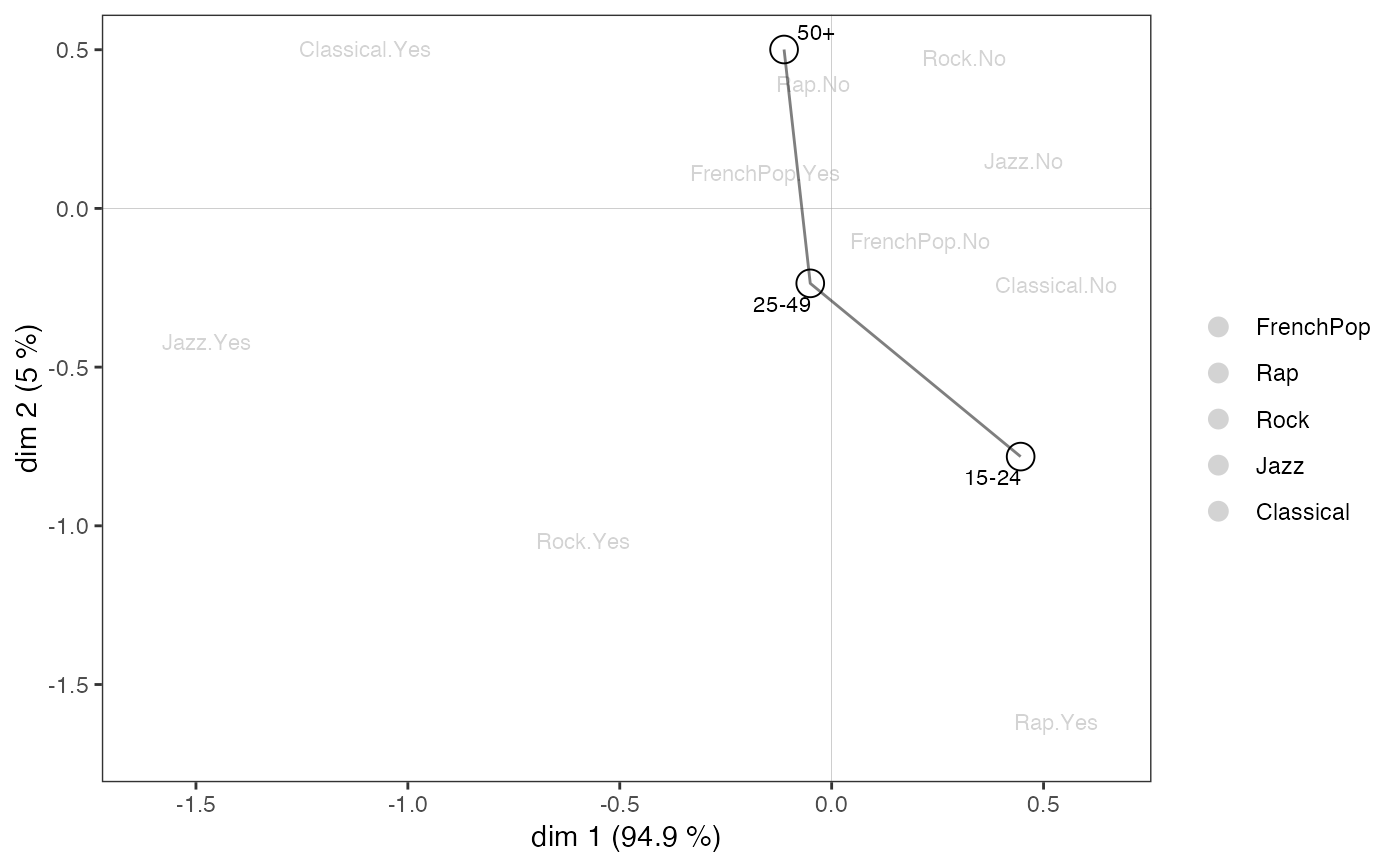 50+
0.5
Classical.Yes
Rock.No
Rap.No
Jazz.No
FrenchPop.Yes
0.0
FrenchPop.No
Classical.No
25-49
FrenchPop
Jazz.Yes
-0.5
Rap
dim 2 (5 %)
Rock
15-24
Jazz
Classical
-1.0
Rock.Yes
-1.5
Rap.Yes
-1.5 -1.0 -0.5 0.0 0.5
dim 1 (94.9 %)